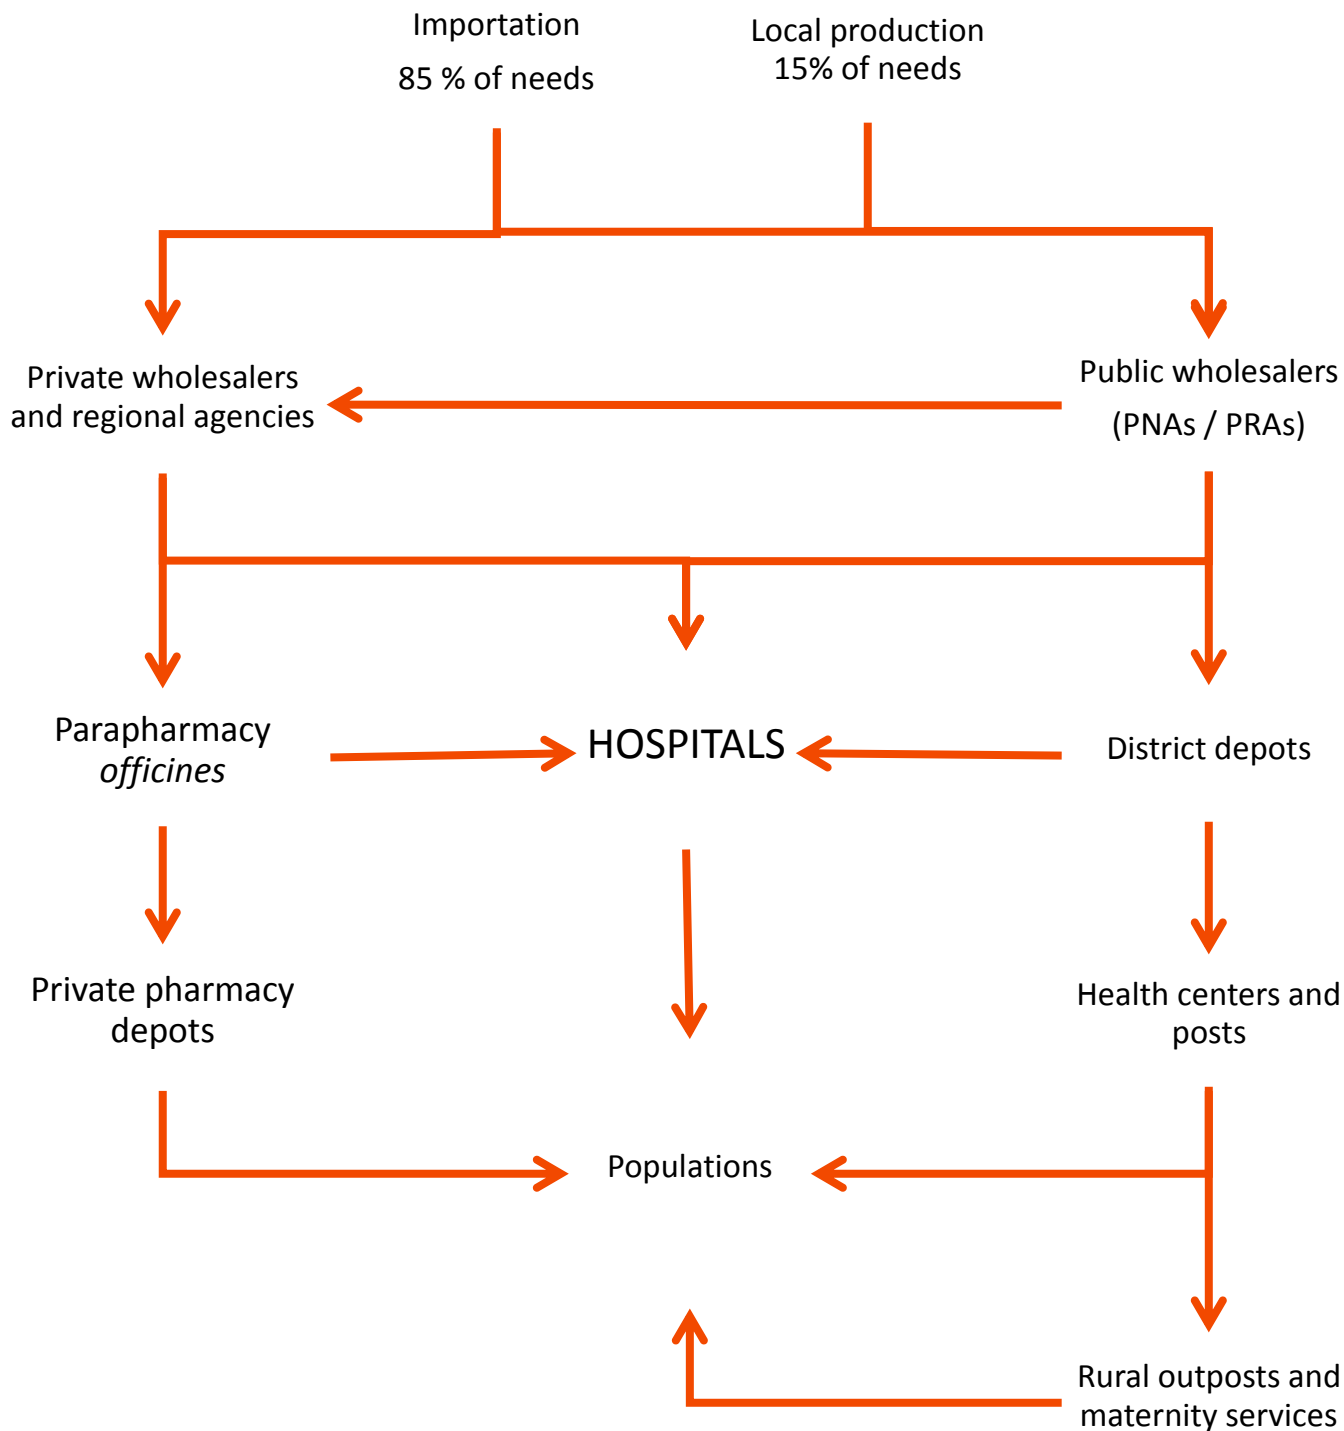 Importation
85 % of needs
Local production
15% of needs
Private wholesalers
and regional agencies
Public wholesalers
(PNAs / PRAs)
Parapharmacy
officines
HOSPITALS
District depots
Private pharmacy
depots
Health centers and
posts
Populations
Rural outposts and
maternity services